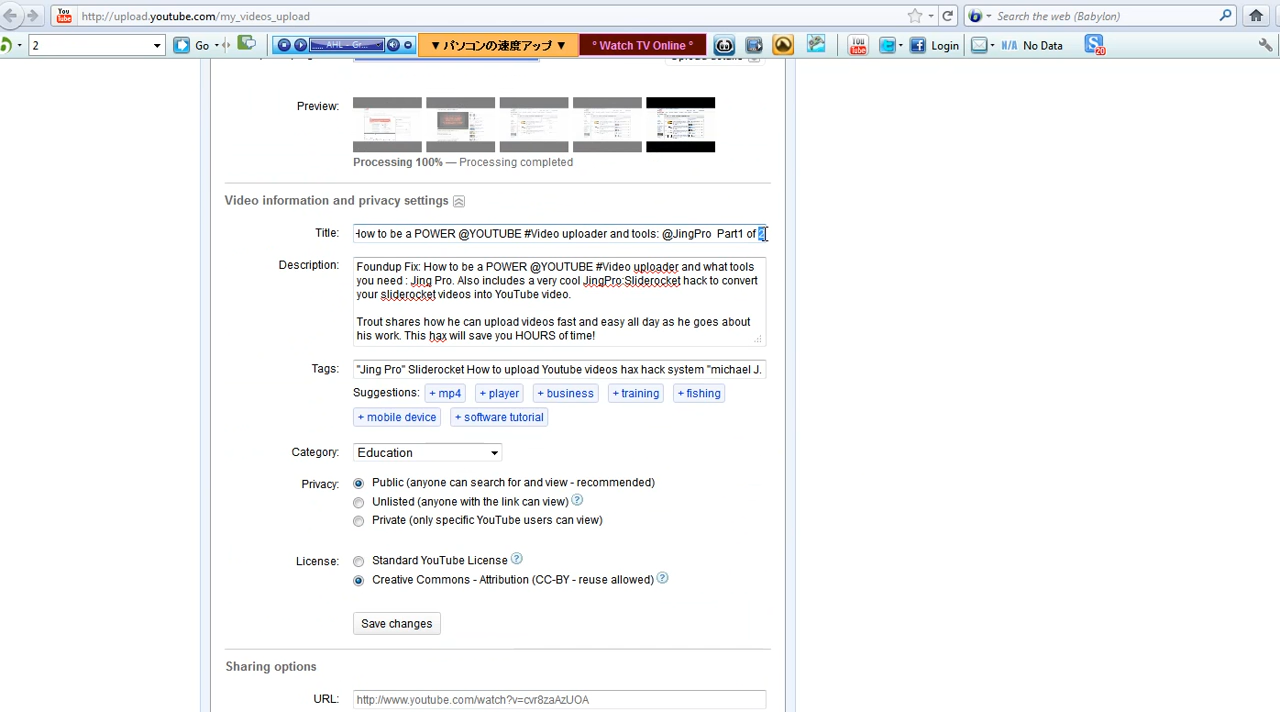 http://upload.youtube.com/my_videos_upload
Search the web (Babylon)
2
Go
AHL – Gr...
▼ パソコンの速度アップ ▼
° Watch TV Online °
You Tube
Login
N/A No Data
20
Preview:
Processing 100% — Processing completed
Video information and privacy settings
Title:
How to be a POWER @YOUTUBE #Video uploader and tools: @JingPro Part1 of 2
Description:
Foundup Fix: How to be a POWER @YOUTUBE #Video uploader and what tools
you need : Jing Pro. Also includes a very cool JingPro:Sliderocket hack to convert
your sliderocket videos into YouTube video.
Trout shares how he can upload videos fast and easy all day as he goes about
his work. This hax will save you HOURS of time!
Tags:
"Jing Pro" Sliderocket How to upload Youtube videos hax hack system "michael J.
Suggestions: + mp4 + player + business + training + fishing
+ mobile device + software tutorial
Category:
Education
Privacy:
Public (anyone can search for and view - recommended)
Unlisted (anyone with the link can view)
Private (only specific YouTube users can view)
License:
Standard YouTube License
Creative Commons - Attribution (CC-BY - reuse allowed)
Save changes
Sharing options
URL:
http://www.youtube.com/watch?v=cvr8zaAzUOA